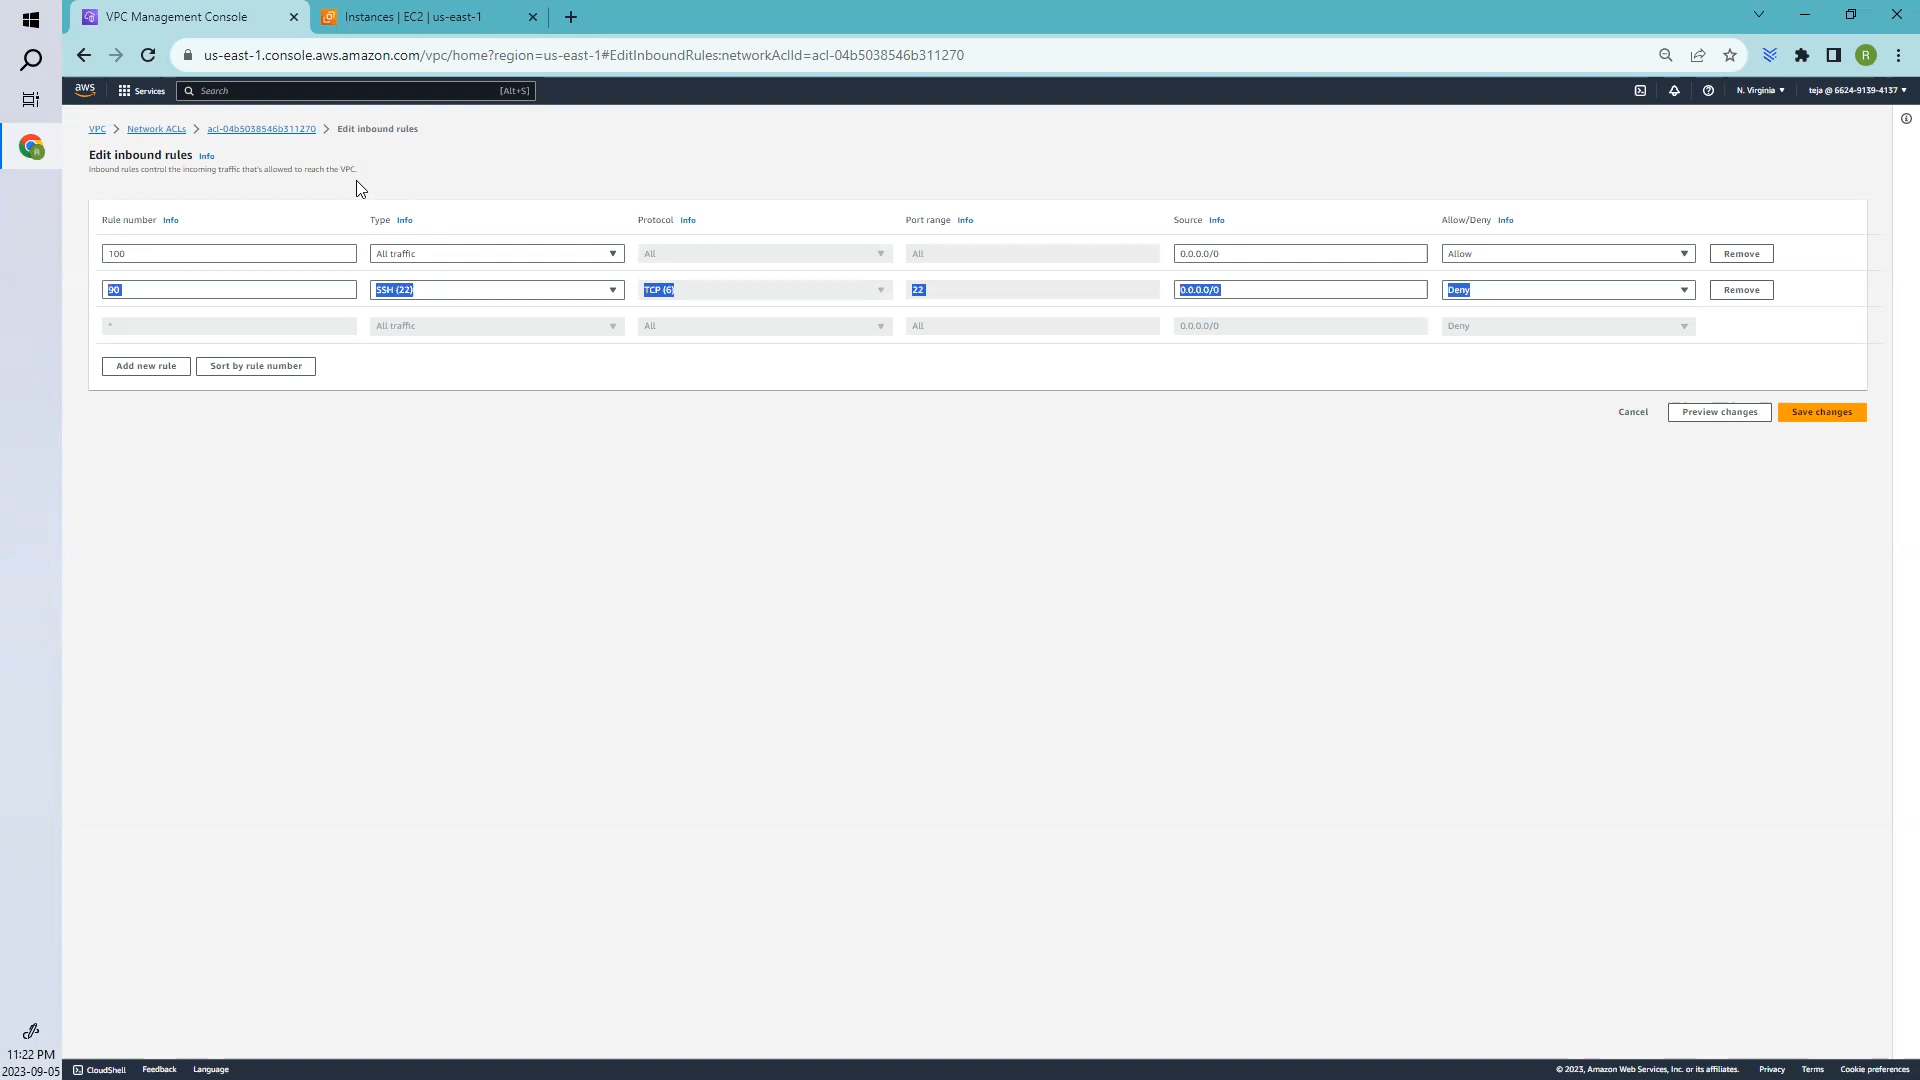 VPC Management Console
Instances | EC2 | us-east-1
us-east-1.console.aws.amazon.com/vpc/home?region=us-east-1#EditInboundRules:networkAclId=acl-04b5038546b311270
R
aws
Services
Search
[Alt+S]
N. Virginia
teja @ 6624-9139-4137
VPC
Network ACLs
acl-04b5038546b311270
Edit inbound rules
Edit inbound rules Info
Inbound rules control the incoming traffic that's allowed to reach the VPC.
Rule number Info
Type Info
Protocol Info
Port range Info
Source Info
Allow/Deny Info
100
All traffic
All
All
0.0.0.0/0
Allow
Remove
90
SSH (22)
TCP (6)
22
0.0.0.0/0
Deny
Remove
*
All traffic
All
All
0.0.0.0/0
Deny
Add new rule
Sort by rule number
Cancel
Preview changes
Save changes
11:22 PM
2023-09-05
CloudShell
Feedback
Language
© 2023, Amazon Web Services, Inc. or its affiliates.
Privacy
Terms
Cookie preferences